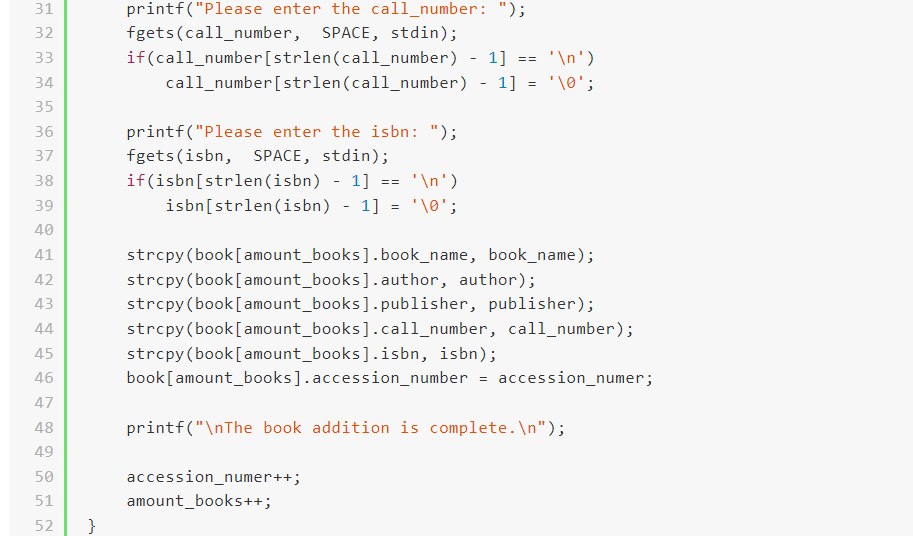 31 printf("Please enter the call_number: ");
32 fgets(call_number,  SPACE, stdin);
33 if(call_number[strlen(call_number) - 1] == '\n')
34     call_number[strlen(call_number) - 1] = '\0';
35
36 printf("Please enter the isbn: ");
37 fgets(isbn,  SPACE, stdin);
38 if(isbn[strlen(isbn) - 1] == '\n')
39     isbn[strlen(isbn) - 1] = '\0';
40
41 strcpy(book[amount_books].book_name, book_name);
42 strcpy(book[amount_books].author, author);
43 strcpy(book[amount_books].publisher, publisher);
44 strcpy(book[amount_books].call_number, call_number);
45 strcpy(book[amount_books].isbn, isbn);
46 book[amount_books].accession_number = accession_numer;
47
48 printf("\nThe book addition is complete.\n");
49
50 accession_numer++;
51 amount_books++;
52 }